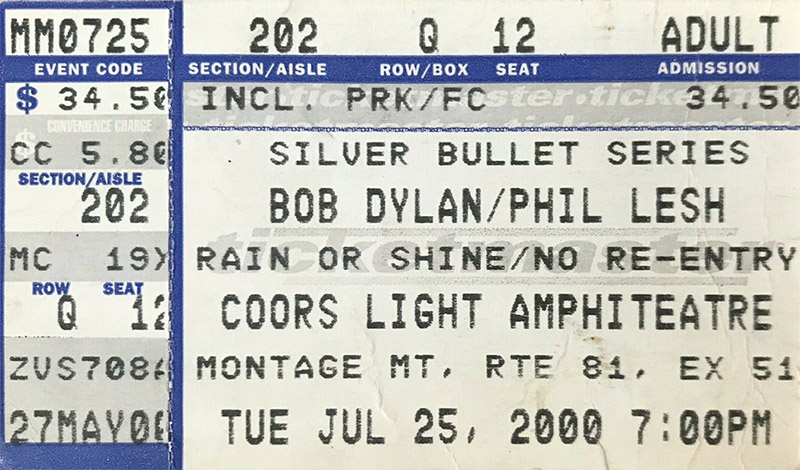 MM0725 202 Q 12 ADULT
EVENT CODE SECTION/AISLE ROW/BOX SEAT ADMISSION
$ 34.50 INCL. PRK/FC 34.50
CONVENIENCE CHARGE
CC 5.80 SILVER BULLET SERIES
SECTION/AISLE
202 BOB DYLAN/PHIL LESH
ticketmaster
MC 19X RAIN OR SHINE/NO RE-ENTRY
ROW SEAT
Q 12 COORS LIGHT AMPHITEATRE
ZVS708A MONTAGE MT, RTE 81, EX 51
27MAY00 TUE JUL 25, 2000 7:00PM